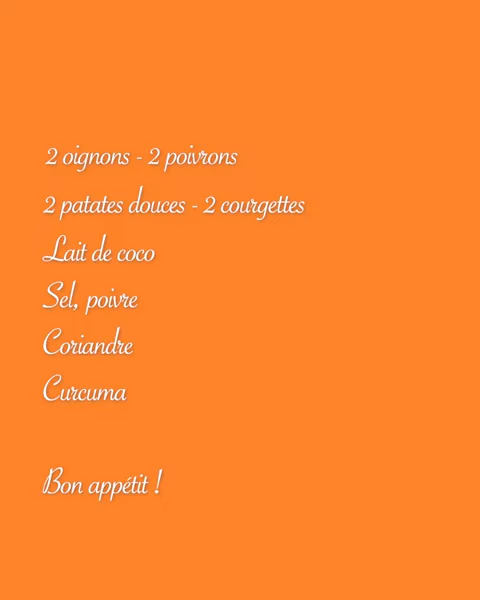 2 oignons - 2 poivrons
2 patates douces - 2 courgettes
Lait de coco
Sel, poivre
Coriandre
Curcuma
Bon appétit !